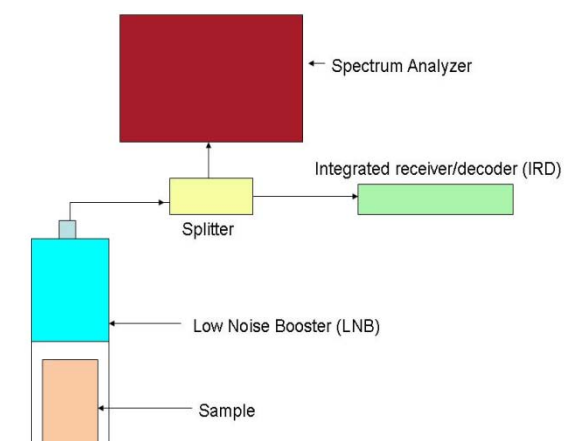 Spectrum Analyzer
Integrated receiver/decoder (IRD)
Splitter
Low Noise Booster (LNB)
Sample